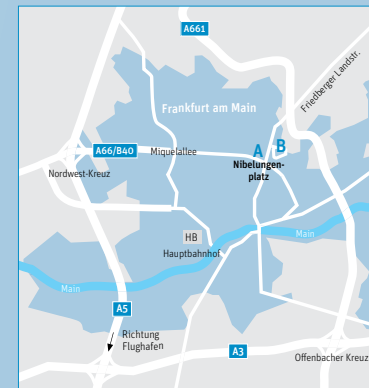 A661
Friedberger Landstr.
Frankfurt am Main
A66/B40
Miquelallee
A
B
Nibelungen-
platz
Nordwest-Kreuz
HB
Hauptbahnhof
Main
Main
A5
Richtung
Flughafen
A3
Offenbacher Kreuz